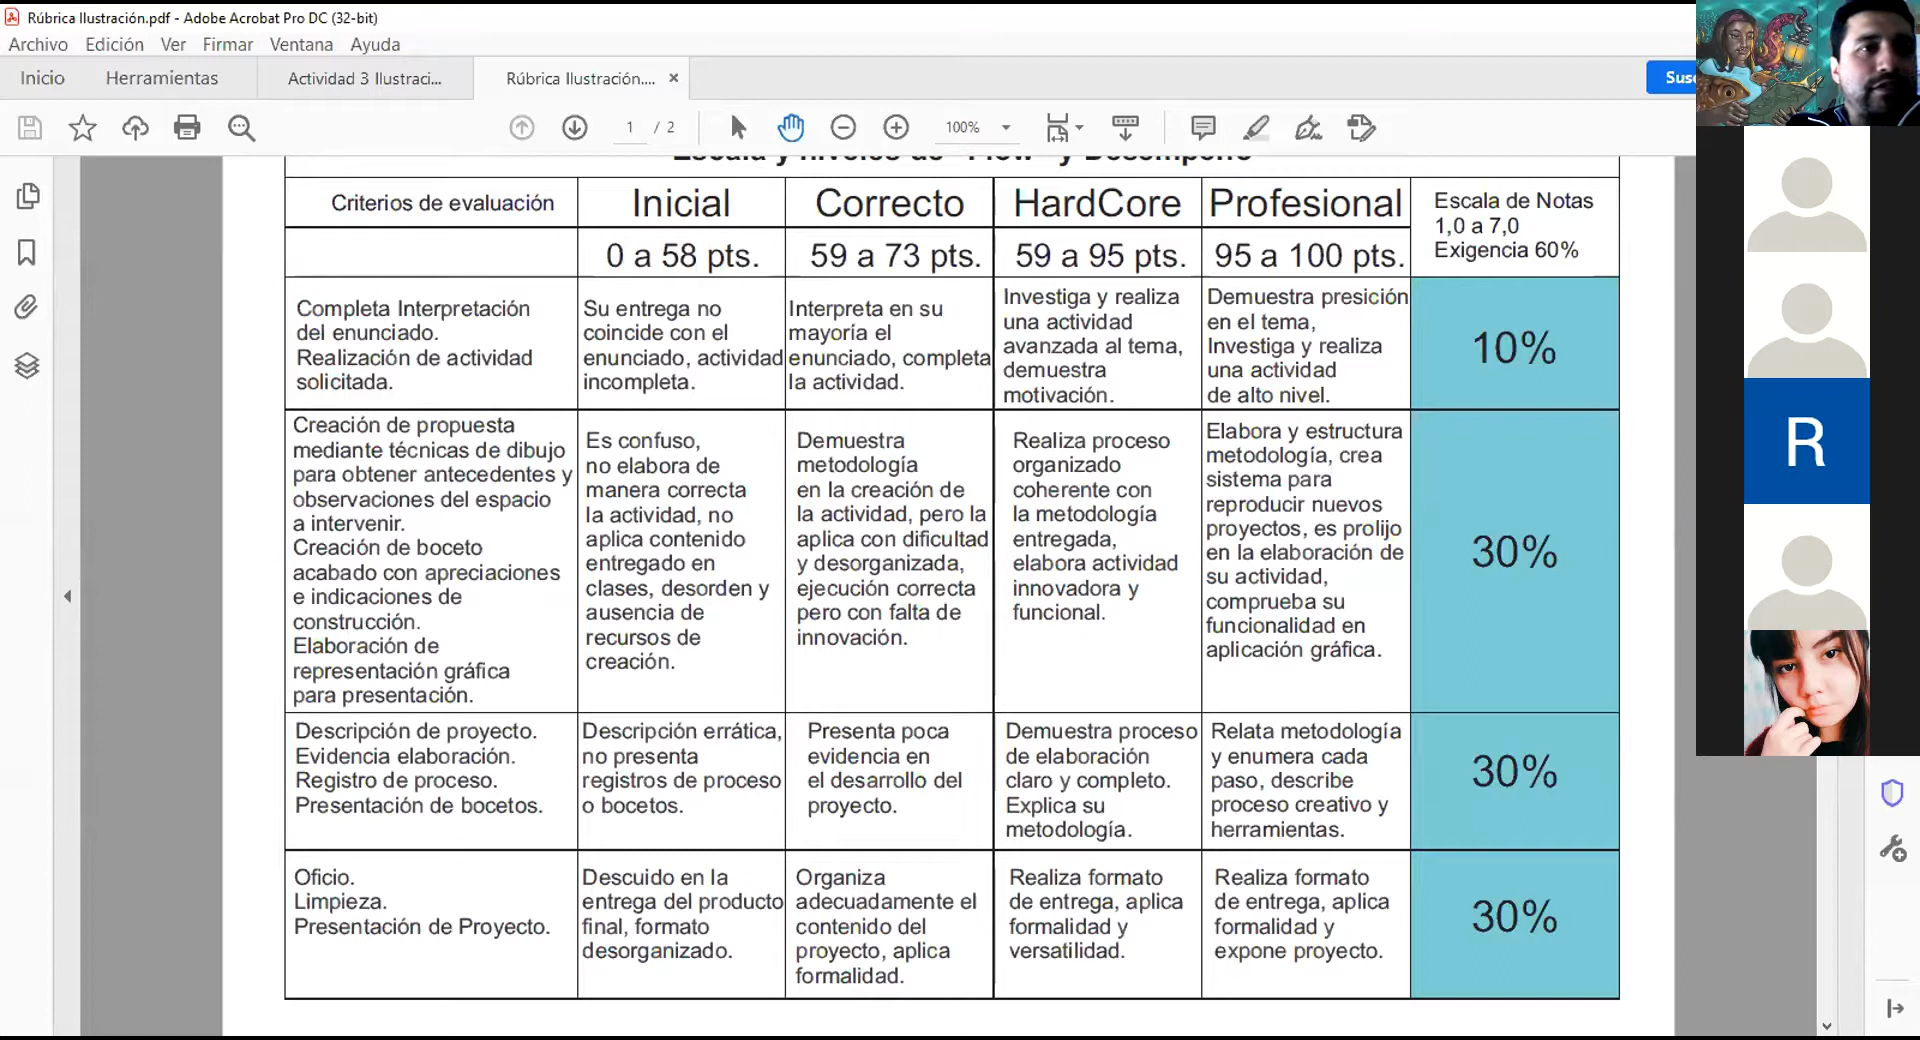 Rúbrica Ilustración.pdf - Adobe Acrobat Pro DC (32-bit)
Archivo Edición Ver Firmar Ventana Ayuda
Inicio Herramientas Actividad 3 Ilustraci... Rúbrica Ilustración.... ×
1 / 2 100%
Escala y niveles de "Flow" y Desempeño
Criterios de evaluación
Inicial
Correcto
HardCore
Profesional
Escala de Notas
1,0 a 7,0
Exigencia 60%
0 a 58 pts.
59 a 73 pts.
59 a 95 pts.
95 a 100 pts.
Completa Interpretación
del enunciado.
Realización de actividad
solicitada.
Su entrega no
coincide con el
enunciado, actividad
incompleta.
Interpreta en su
mayoría el
enunciado, completa
la actividad.
Investiga y realiza
una actividad
avanzada al tema,
demuestra
motivación.
Demuestra presición
en el tema,
Investiga y realiza
una actividad
de alto nivel.
10%
Creación de propuesta
mediante técnicas de dibujo
para obtener antecedentes y
observaciones del espacio
a intervenir.
Creación de boceto
acabado con apreciaciones
e indicaciones de
construcción.
Elaboración de
representación gráfica
para presentación.
Es confuso,
no elabora de
manera correcta
la actividad, no
aplica contenido
entregado en
clases, desorden y
ausencia de
recursos de
creación.
Demuestra
metodología
en la creación de
la actividad, pero la
aplica con dificultad
y desorganizada,
ejecución correcta
pero con falta de
innovación.
Realiza proceso
organizado
coherente con
la metodología
entregada,
elabora actividad
innovadora y
funcional.
Elabora y estructura
metodología, crea
sistema para
reproducir nuevos
proyectos, es prolijo
en la elaboración de
su actividad,
comprueba su
funcionalidad en
aplicación gráfica.
30%
Descripción de proyecto.
Evidencia elaboración.
Registro de proceso.
Presentación de bocetos.
Descripción errática,
no presenta
registros de proceso
o bocetos.
Presenta poca
evidencia en
el desarrollo del
proyecto.
Demuestra proceso
de elaboración
claro y completo.
Explica su
metodología.
Relata metodología
y enumera cada
paso, describe
proceso creativo y
herramientas.
30%
Oficio.
Limpieza.
Presentación de Proyecto.
Descuido en la
entrega del producto
final, formato
desorganizado.
Organiza
adecuadamente el
contenido del
proyecto, aplica
formalidad.
Realiza formato
de entrega, aplica
formalidad y
versatilidad.
Realiza formato
de entrega, aplica
formalidad y
expone proyecto.
30%
R